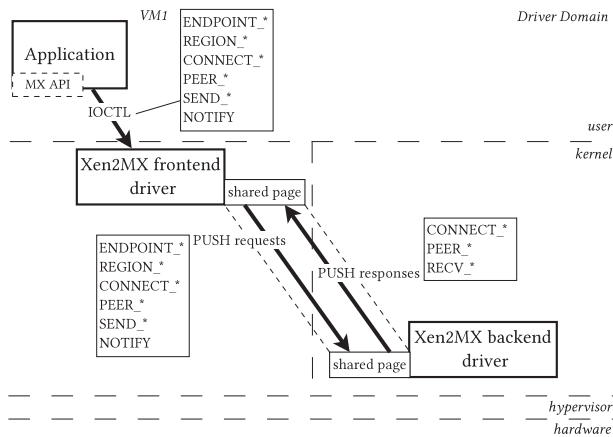 VM1
Driver Domain
Application
MX API
IOCTL
ENDPOINT_*
REGION_*
CONNECT_*
PEER_*
SEND_*
NOTIFY
user
kernel
Xen2MX frontend
driver
shared page
PUSH requests
ENDPOINT_*
REGION_*
CONNECT_*
PEER_*
SEND_*
NOTIFY
PUSH responses
CONNECT_*
PEER_*
RECV_*
Xen2MX backend
driver
shared page
hypervisor
hardware